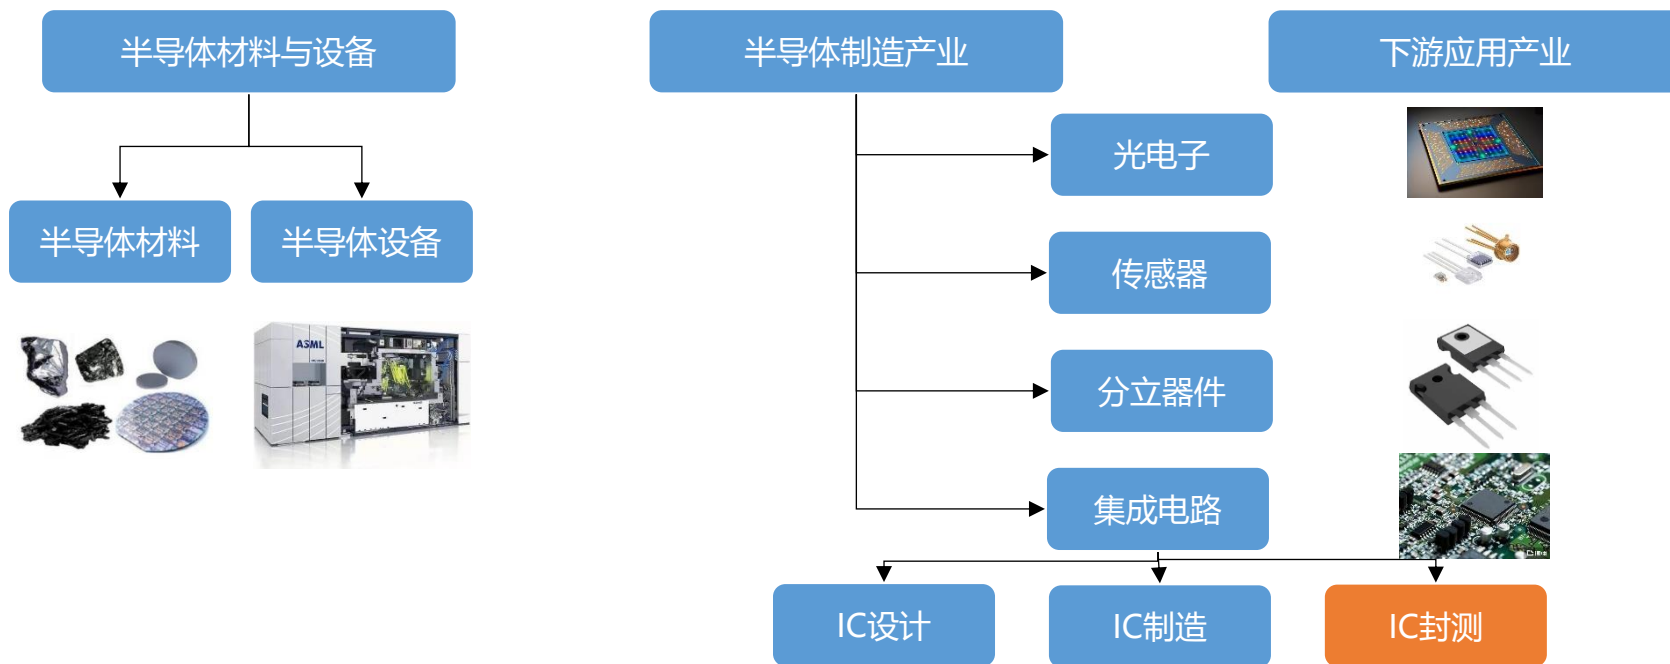 半导体材料与设备
半导体制造产业
下游应用产业
光电子
半导体材料
半导体设备
传感器
ASML
分立器件
集成电路
IC设计
IC制造
IC封测